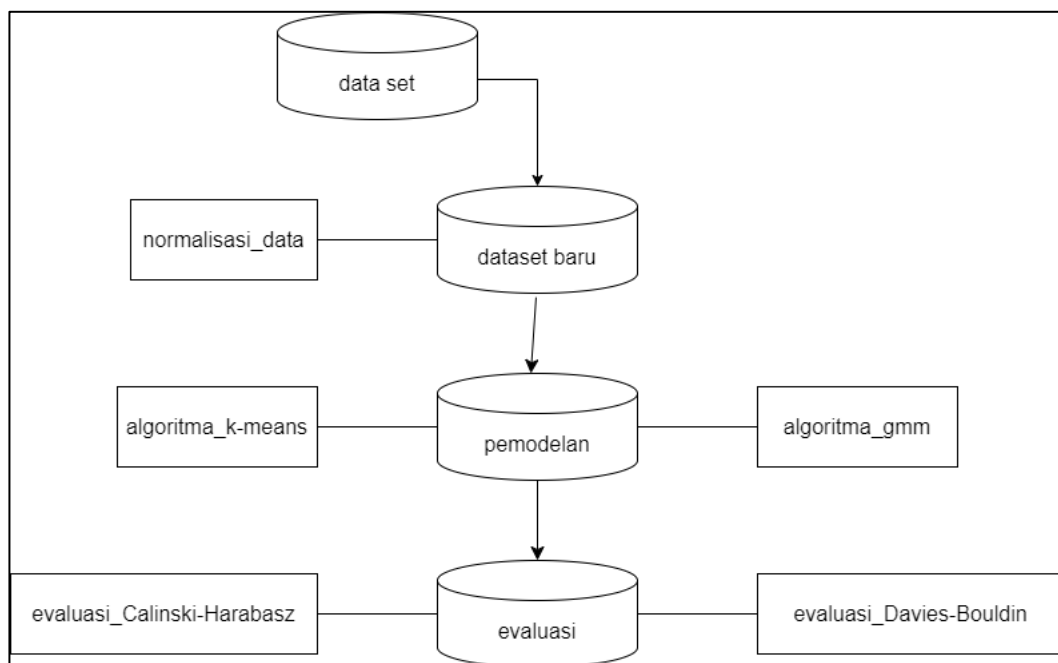 data set
normalisasi_data
dataset baru
algoritma_k-means
pemodelan
algoritma_gmm
evaluasi_Calinski-Harabasz
evaluasi
evaluasi_Davies-Bouldin